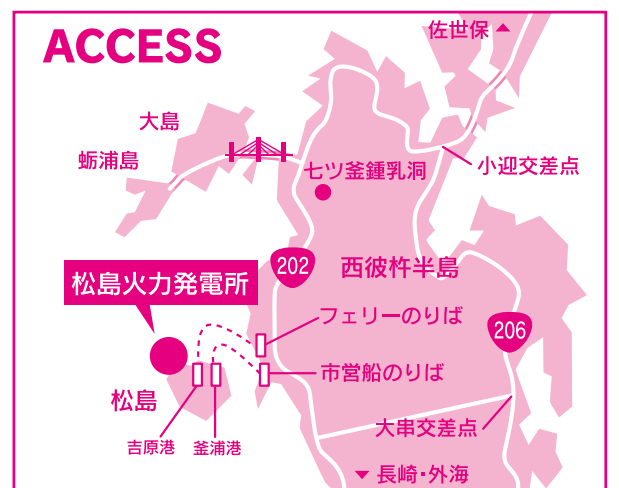 ACCESS
佐世保
大島
蛎浦島
七ツ釜鍾乳洞
小迎交差点
202
西彼杵半島
松島火力発電所
フェリーのりば
206
市営船のりば
松島
大串交差点
吉原港
釜浦港
長崎・外海